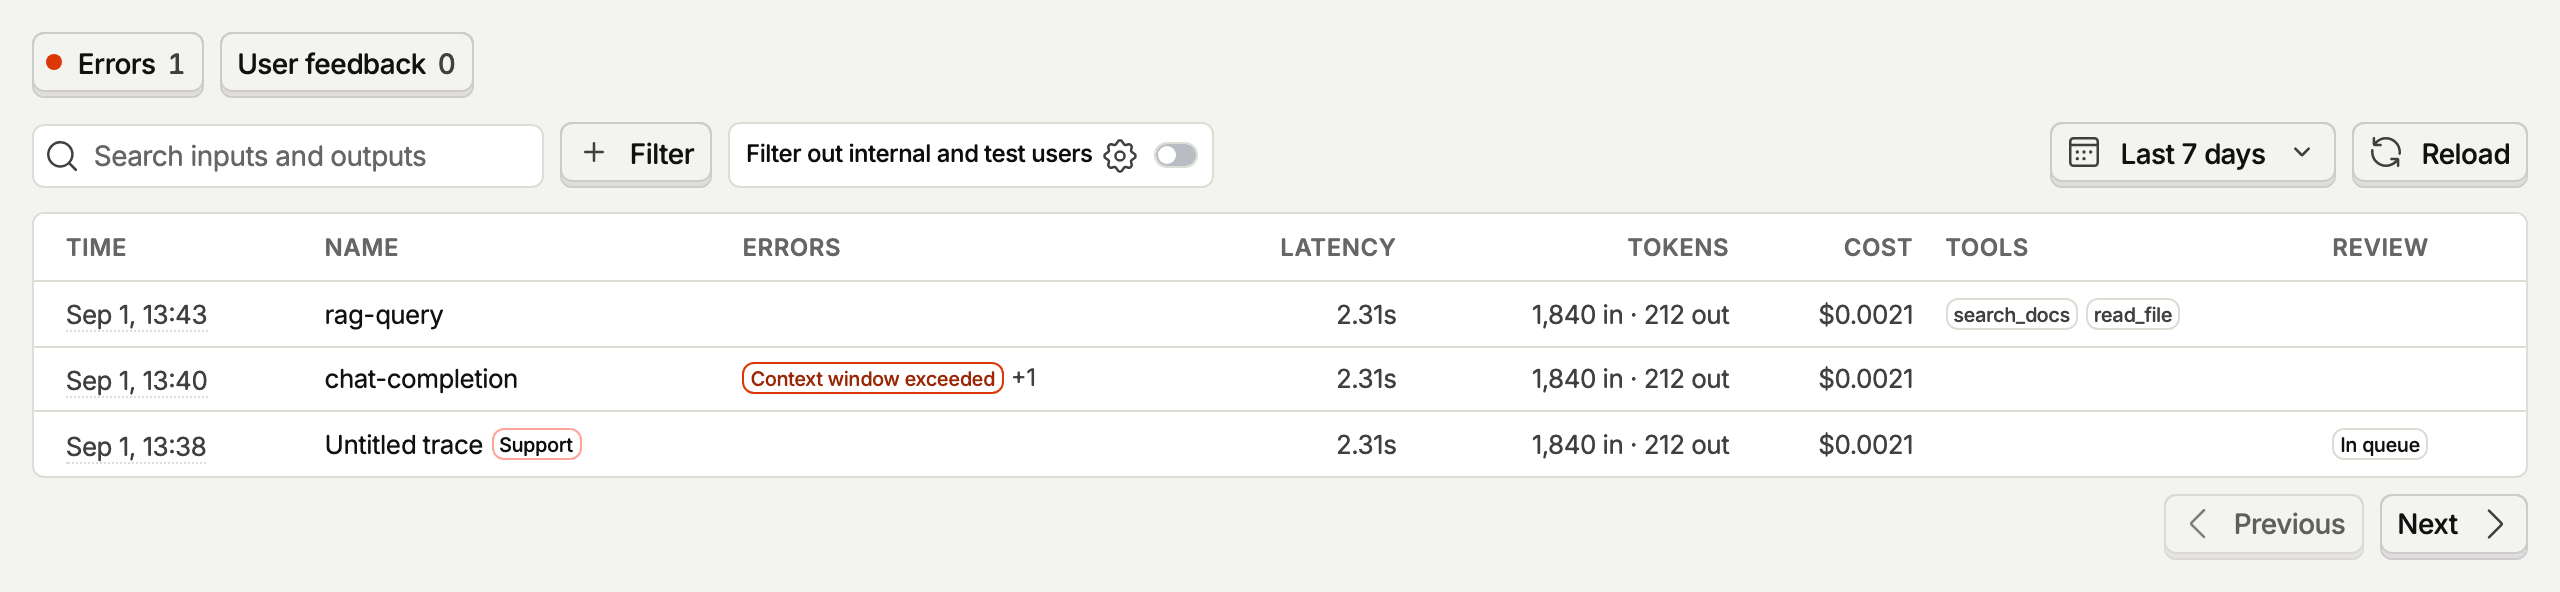 Errors 1 User feedback 0
Search inputs and outputs + Filter Filter out internal and test users Last 7 days Reload
TIME NAME ERRORS LATENCY TOKENS COST TOOLS REVIEW
Sep 1, 13:43 rag-query 2.31s 1,840 in · 212 out $0.0021 search_docs read_file
Sep 1, 13:40 chat-completion Context window exceeded +1 2.31s 1,840 in · 212 out $0.0021
Sep 1, 13:38 Untitled trace Support 2.31s 1,840 in · 212 out $0.0021 In queue
Previous Next